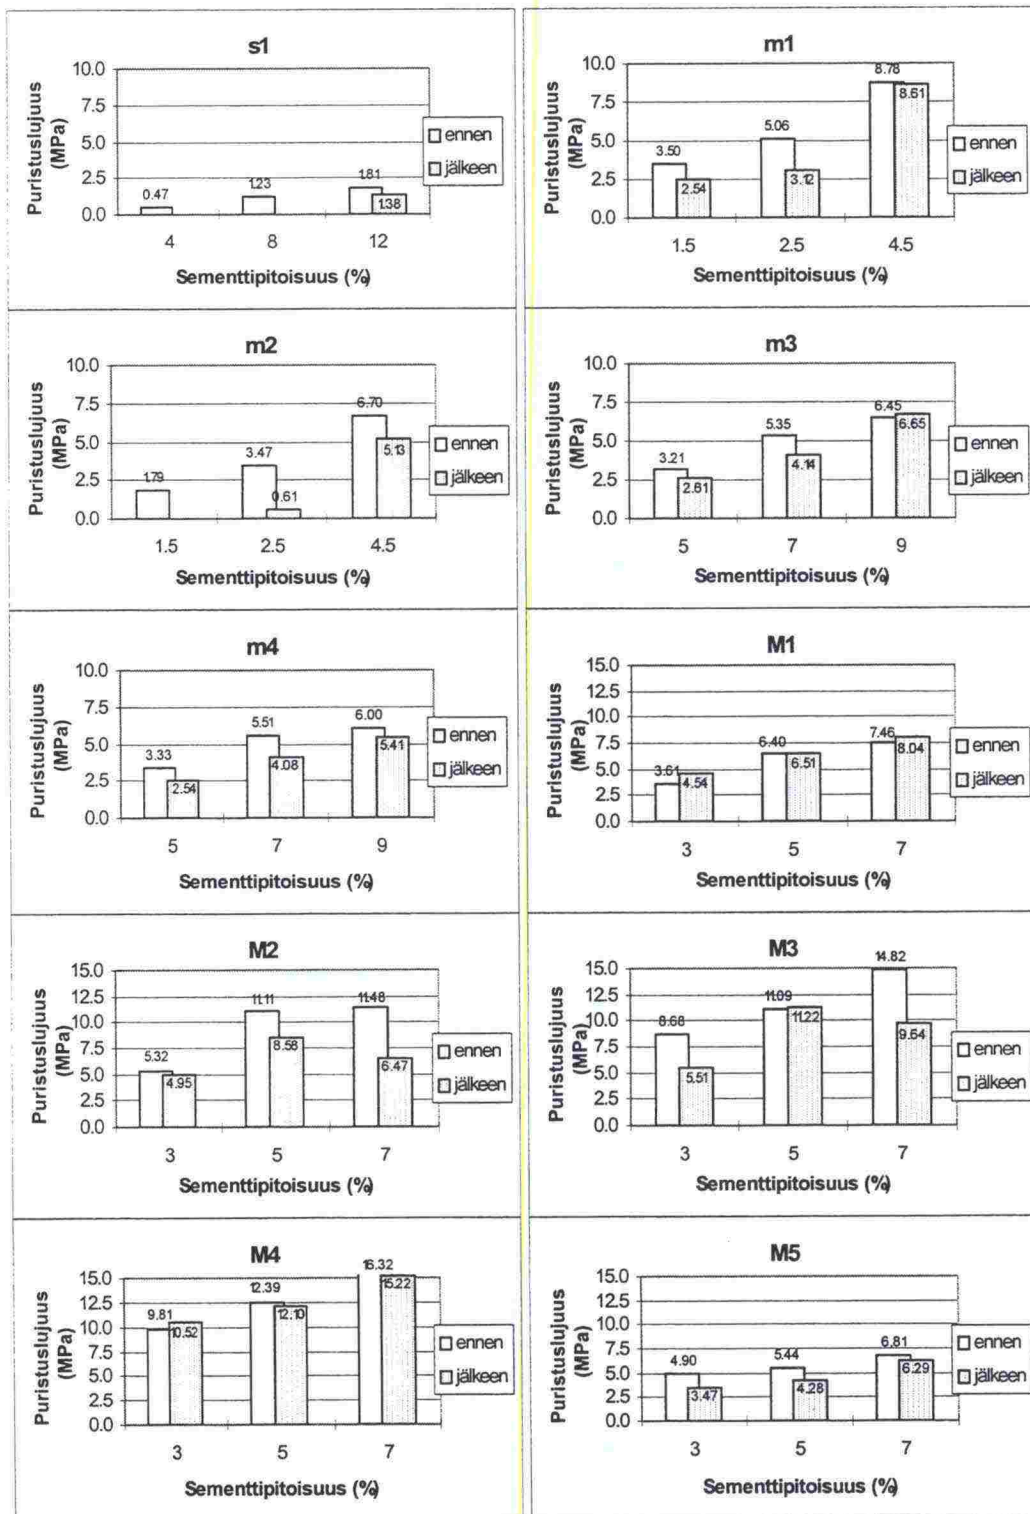 s1
Puristuslujuus
(MPa)
10.0
7.5
5.0
2.5
0.0
0.47
1.23
1.81
1.38
4 8 12
Sementtipitoisuus (%)
ennen
jälkeen
m1
Puristuslujuus
(MPa)
10.0
7.5
5.0
2.5
0.0
3.50
2.54
5.06
3.12
8.78
8.61
1.5 2.5 4.5
Sementtipitoisuus (%)
ennen
jälkeen
m2
Puristuslujuus
(MPa)
10.0
7.5
5.0
2.5
0.0
1.79
3.47
0.61
6.70
5.13
1.5 2.5 4.5
Sementtipitoisuus (%)
ennen
jälkeen
m3
Puristuslujuus
(MPa)
10.0
7.5
5.0
2.5
0.0
3.21
2.61
5.35
4.14
6.45
6.65
5 7 9
Sementtipitoisuus (%)
ennen
jälkeen
m4
Puristuslujuus
(MPa)
10.0
7.5
5.0
2.5
0.0
3.33
2.54
5.51
4.08
6.00
5.41
5 7 9
Sementtipitoisuus (%)
ennen
jälkeen
M1
Puristuslujuus
(MPa)
15.0
12.5
10.0
7.5
5.0
2.5
0.0
3.61
4.54
6.40
6.51
7.46
8.04
3 5 7
Sementtipitoisuus (%)
ennen
jälkeen
M2
Puristuslujuus
(MPa)
15.0
12.5
10.0
7.5
5.0
2.5
0.0
5.32
4.95
11.11
8.58
11.48
6.47
3 5 7
Sementtipitoisuus (%)
ennen
jälkeen
M3
Puristuslujuus
(MPa)
15.0
12.5
10.0
7.5
5.0
2.5
0.0
8.68
5.51
11.09
11.22
14.82
9.64
3 5 7
Sementtipitoisuus (%)
ennen
jälkeen
M4
Puristuslujuus
(MPa)
15.0
12.5
10.0
7.5
5.0
2.5
0.0
9.81
10.52
12.39
12.10
16.32
15.22
3 5 7
Sementtipitoisuus (%)
ennen
jälkeen
M5
Puristuslujuus
(MPa)
15.0
12.5
10.0
7.5
5.0
2.5
0.0
4.90
3.47
5.44
4.28
6.81
6.29
3 5 7
Sementtipitoisuus (%)
ennen
jälkeen